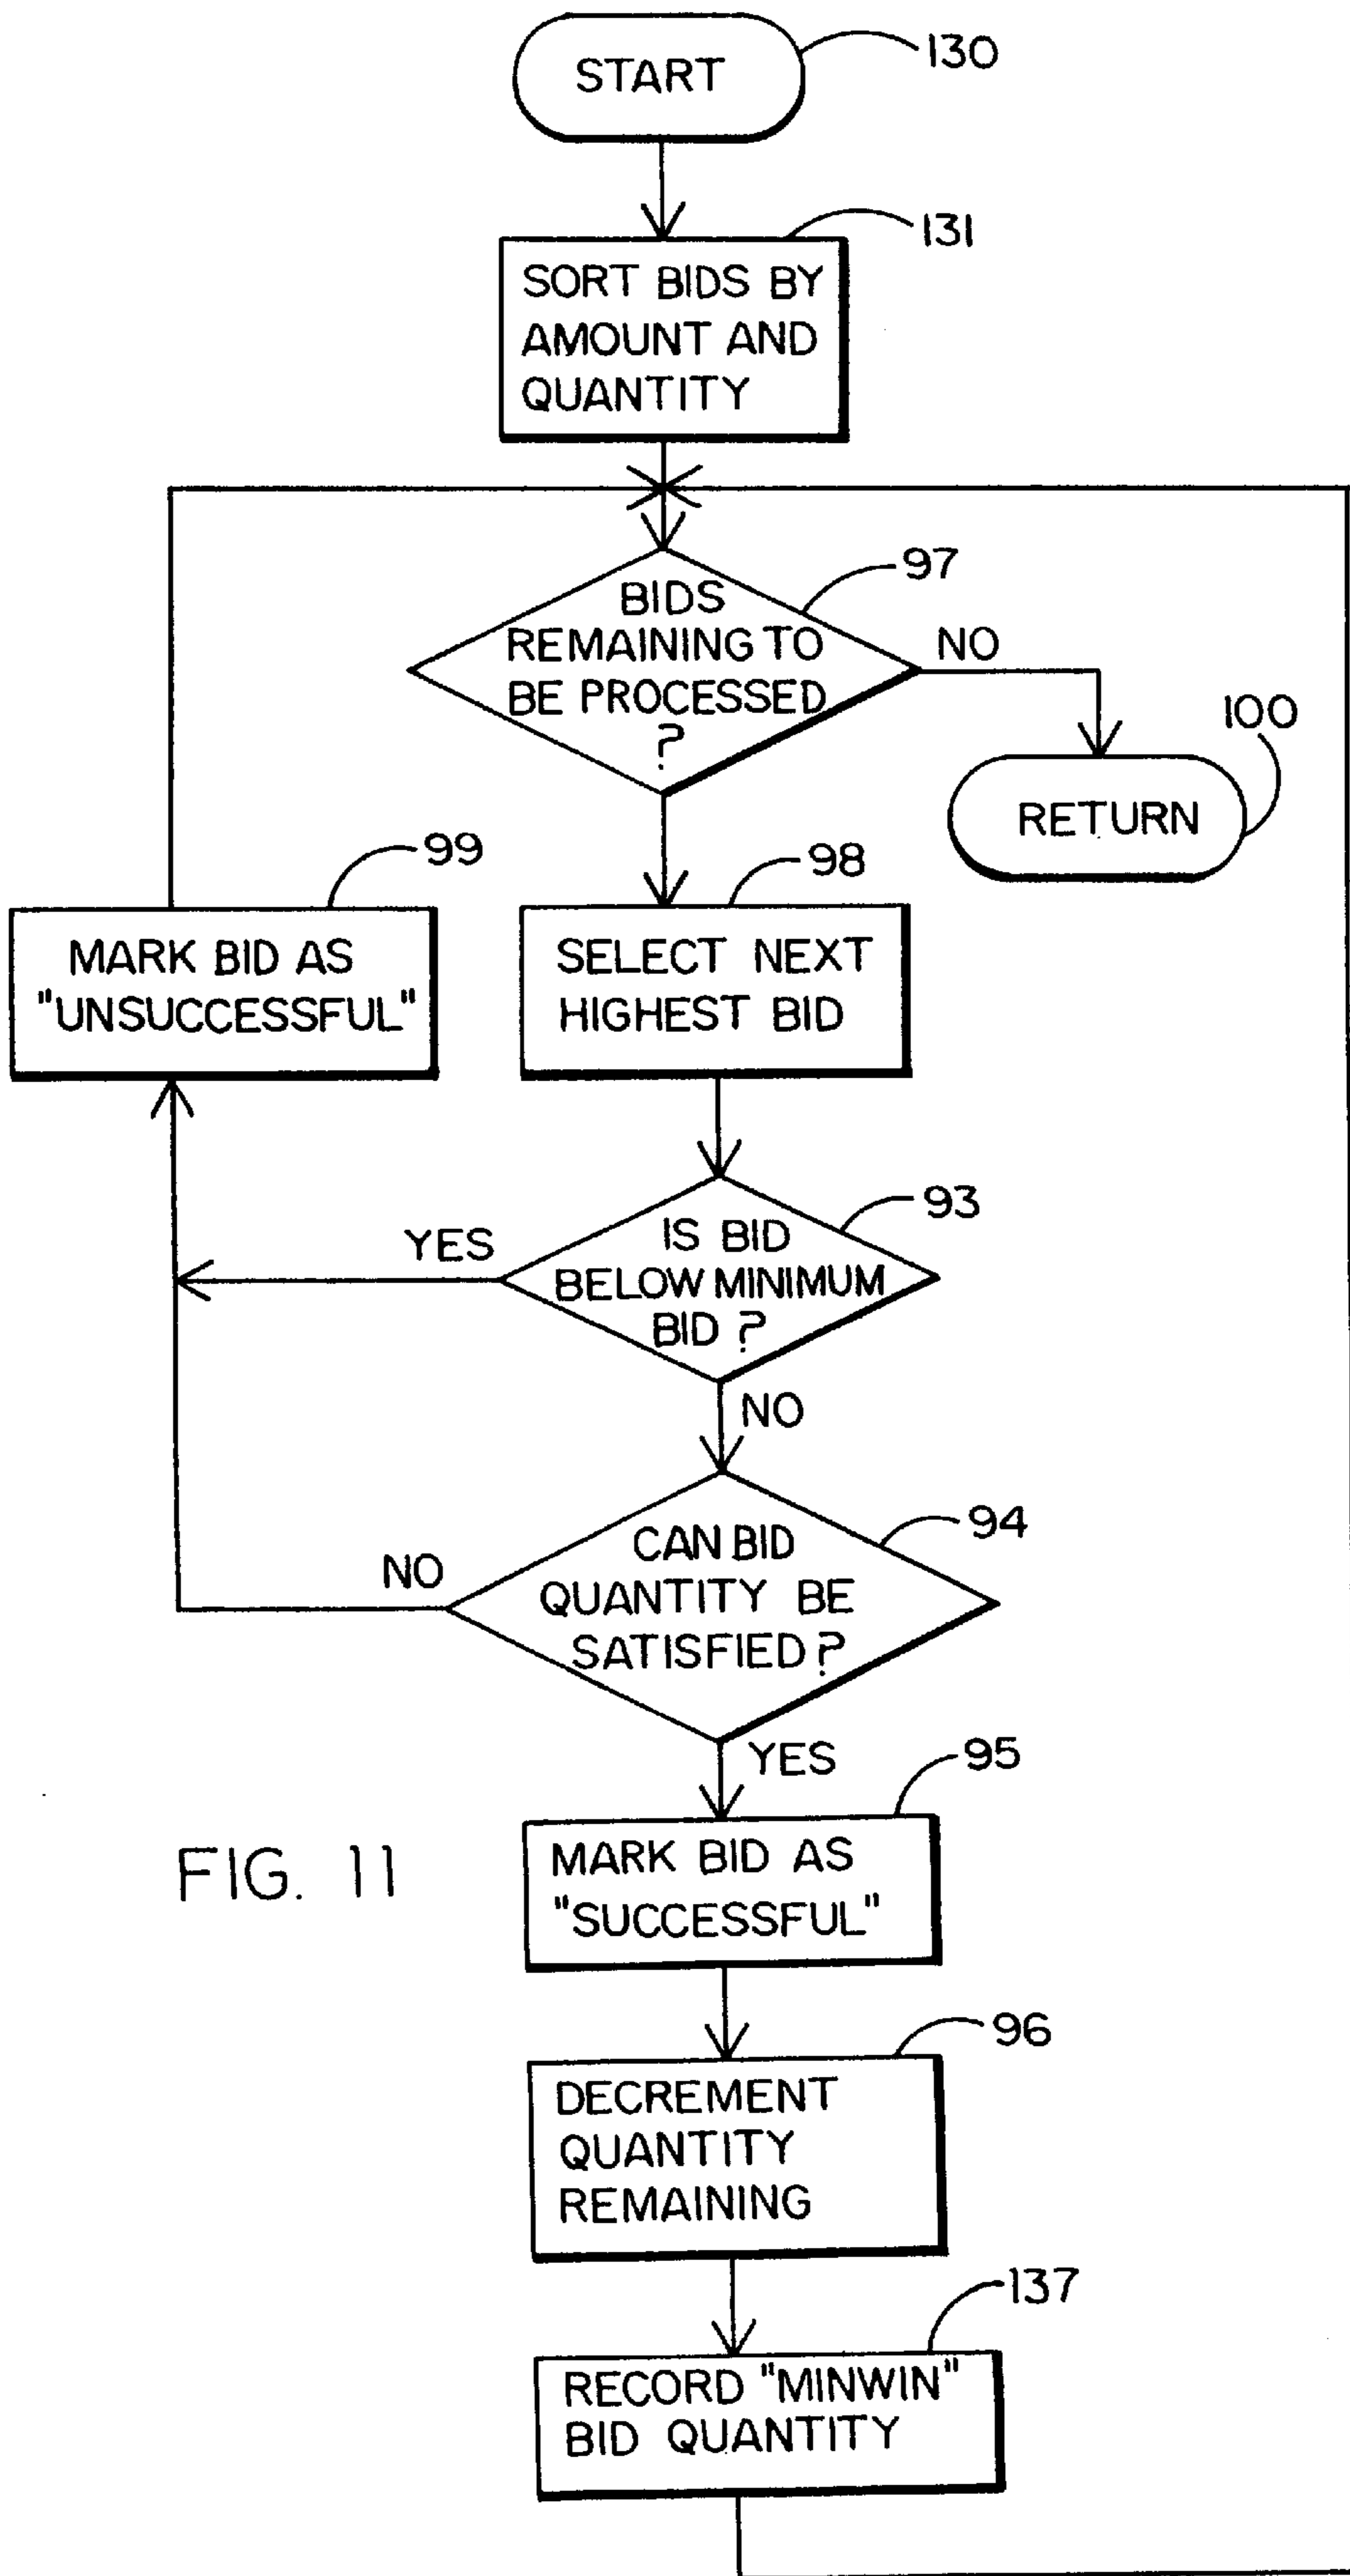 START
130
131
SORT BIDS BY
AMOUNT AND
QUANTITY
97
BIDS
REMAINING TO
BE PROCESSED
?
NO
100
RETURN
99
MARK BID AS
"UNSUCCESSFUL"
98
SELECT NEXT
HIGHEST BID
93
YES
IS BID
BELOW MINIMUM
BID ?
NO
94
NO
CAN BID
QUANTITY BE
SATISFIED ?
YES
95
MARK BID AS
"SUCCESSFUL"
FIG. 11
96
DECREMENT
QUANTITY
REMAINING
137
RECORD "MINWIN"
BID QUANTITY